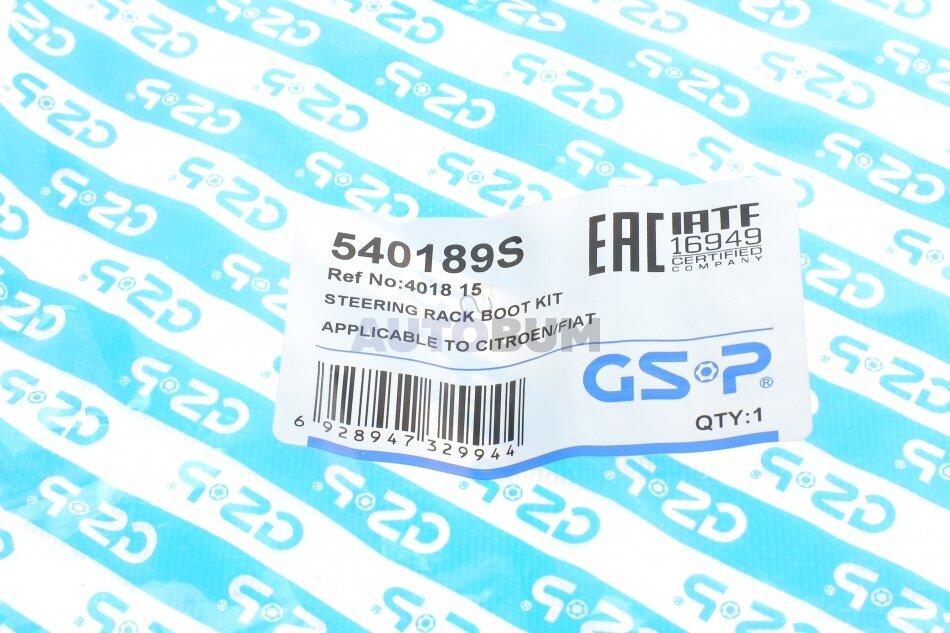 540189S
Ref No:4018 15
STEERING RACK BOOT KIT
APPLICABLE TO CITROEN/FIAT
6 928947 329944
EAC
IATF
16949
CERTIFIED
COMPANY
GSP®
QTY:1
AUTOBUM